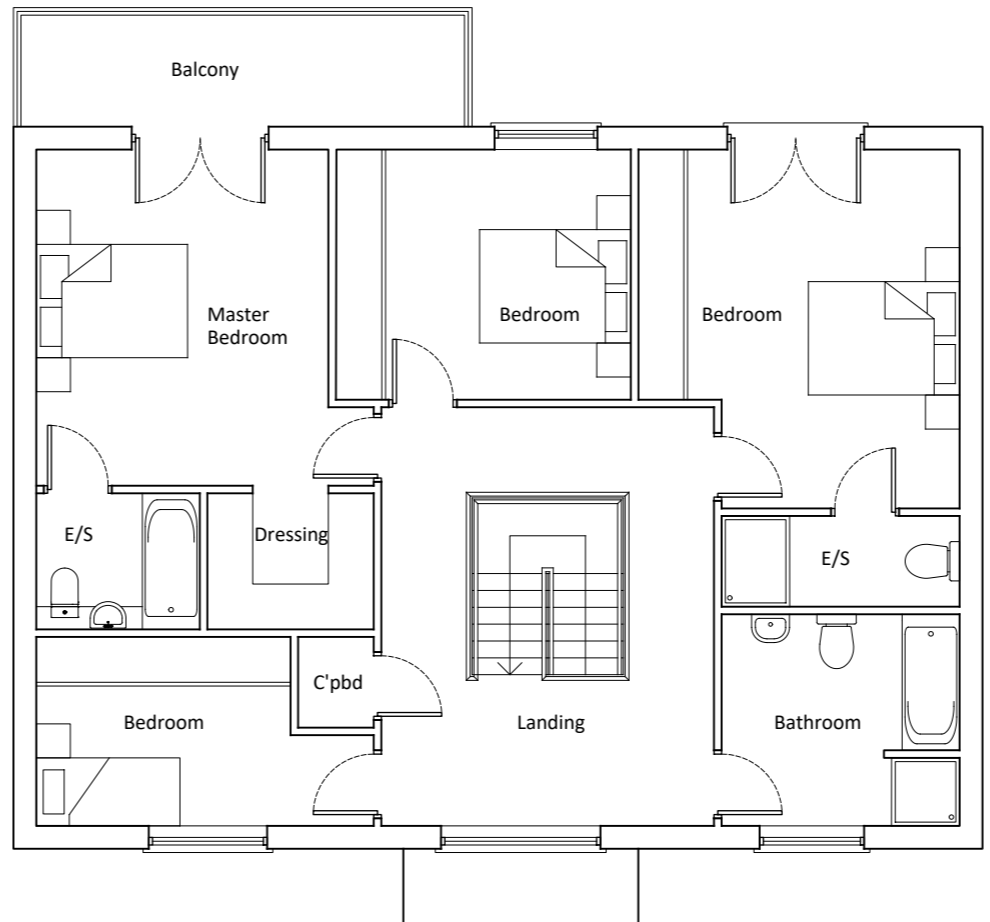 Balcony
Master
Bedroom
Bedroom
Bedroom
E/S
Dressing
E/S
C'pbd
Bedroom
Landing
Bathroom